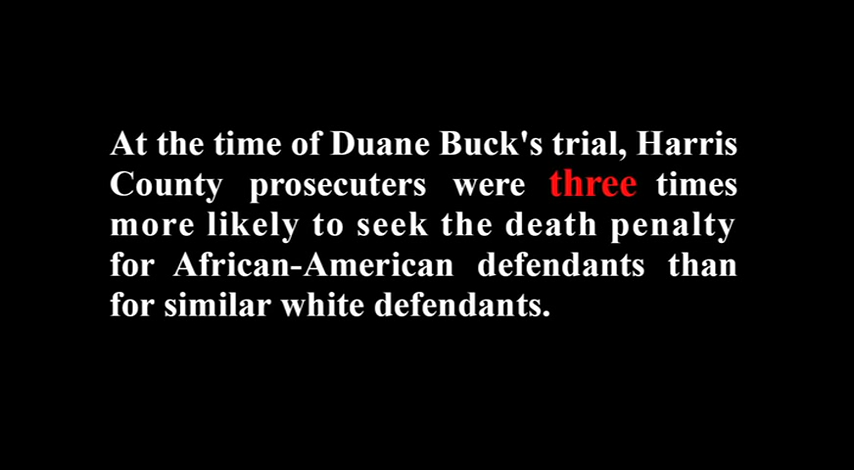 At the time of Duane Buck's trial, Harris
County prosecuters were three times
more likely to seek the death penalty
for African-American defendants than
for similar white defendants.